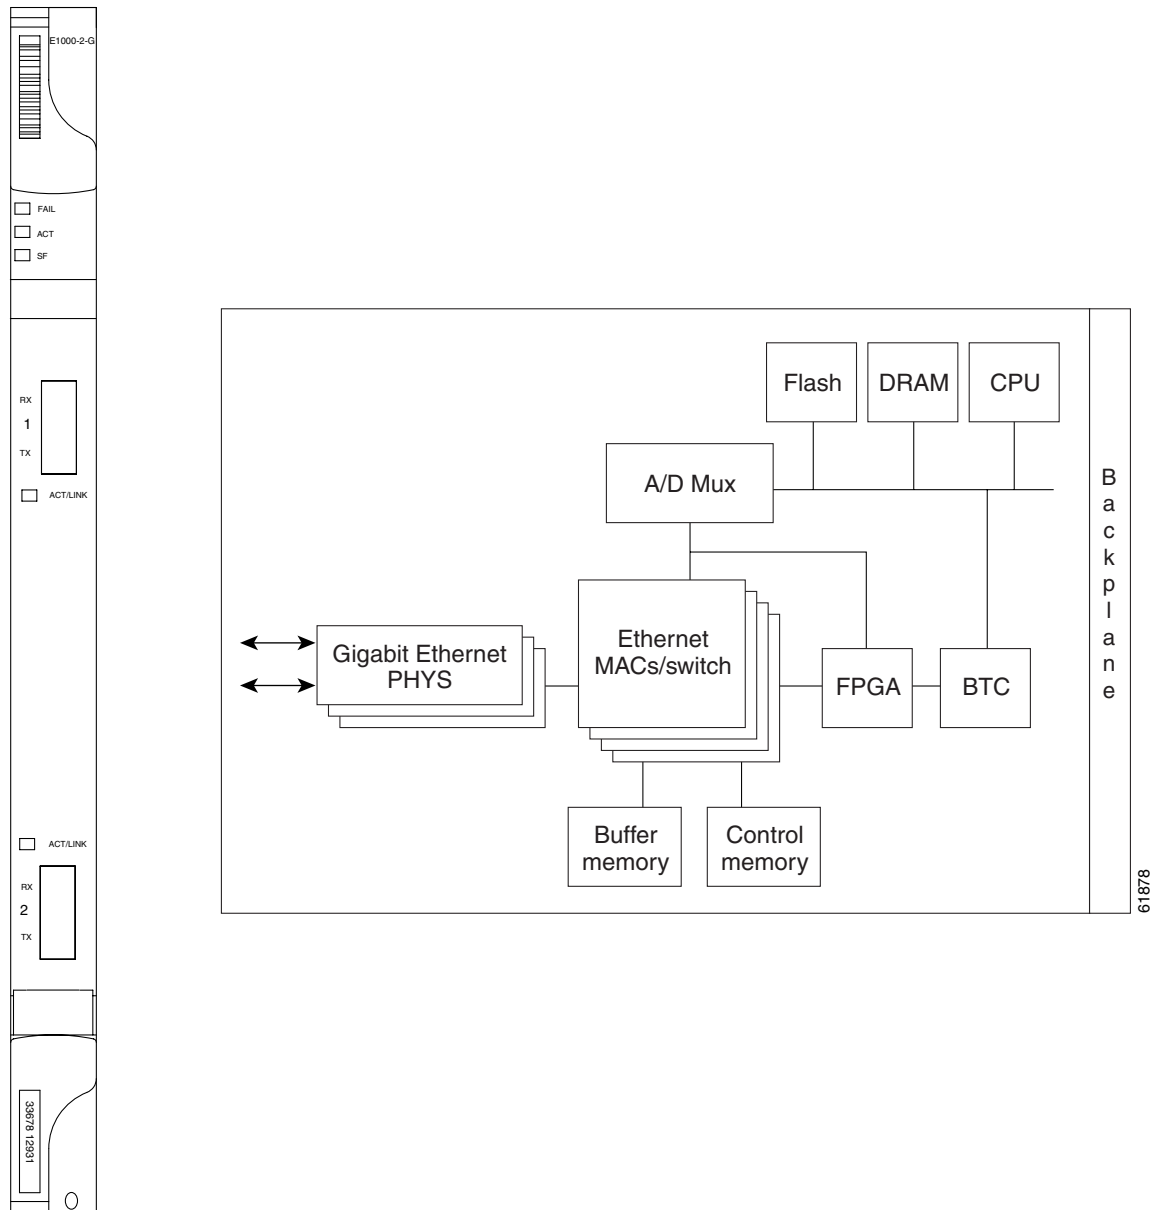 E1000-2-G
FAIL
ACT
SF
RX
1
TX
ACT/LINK
ACT/LINK
RX
2
TX
33678 12931
Flash
DRAM
CPU
A/D Mux
Ethernet
MACs/switch
Gigabit Ethernet
PHYS
FPGA
BTC
Buffer
memory
Control
memory
Backplane
61878